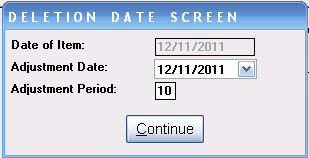 DELETION DATE SCREEN
Date of Item: 12/11/2011
Adjustment Date: 12/11/2011
Adjustment Period: 10
Continue